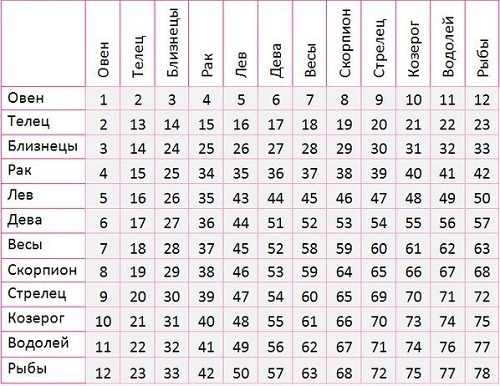 Овен Телец Близнецы Рак Лев Дева Весы Скорпион Стрелец Козерог Водолей Рыбы
Овен 1 2 3 4 5 6 7 8 9 10 11 12
Телец 2 13 14 15 16 17 18 19 20 21 22 23
Близнецы 3 14 24 25 26 27 28 29 30 31 32 33
Рак 4 15 25 34 35 36 37 38 39 40 41 42
Лев 5 16 26 35 43 44 45 46 47 48 49 50
Дева 6 17 27 36 44 51 52 53 54 55 56 57
Весы 7 18 28 37 45 52 58 59 60 61 62 63
Скорпион 8 19 29 38 46 53 59 64 65 66 67 68
Стрелец 9 20 30 39 47 54 60 65 69 70 71 72
Козерог 10 21 31 40 48 55 61 66 70 73 74 75
Водолей 11 22 32 41 49 56 62 67 71 74 76 77
Рыбы 12 23 33 42 50 57 63 68 72 75 77 78